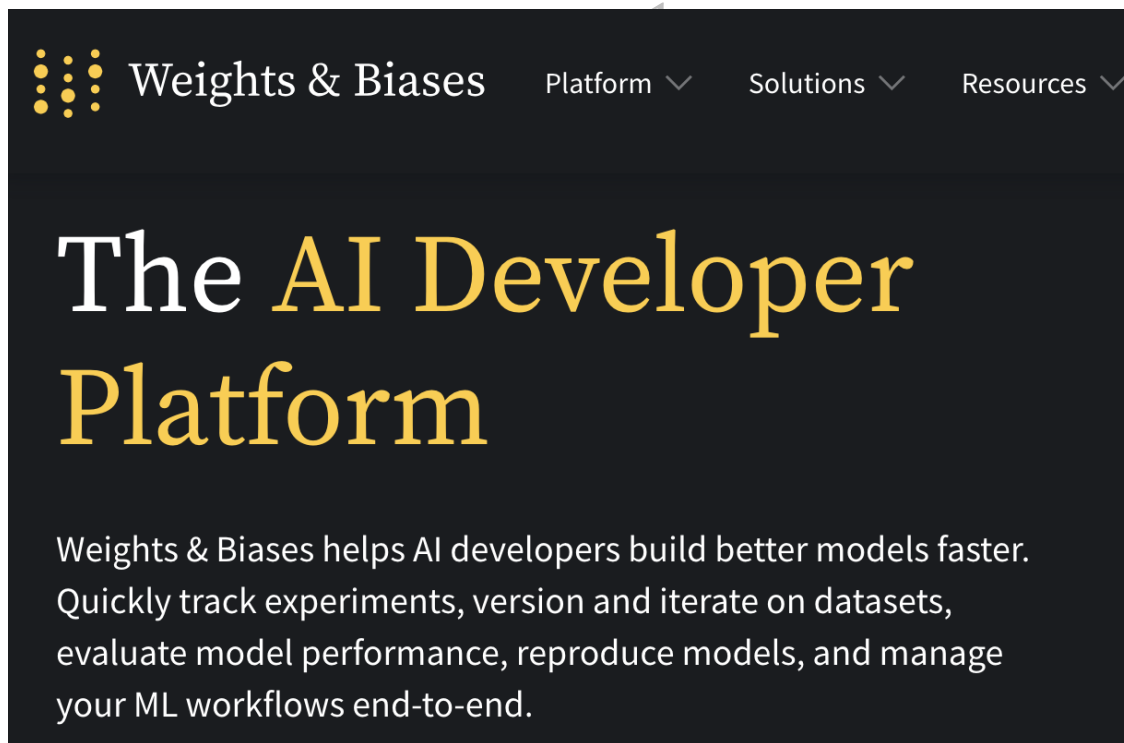 Weights & Biases Platform Solutions Resources
The AI Developer
Platform
Weights & Biases helps AI developers build better models faster.
Quickly track experiments, version and iterate on datasets,
evaluate model performance, reproduce models, and manage
your ML workflows end-to-end.